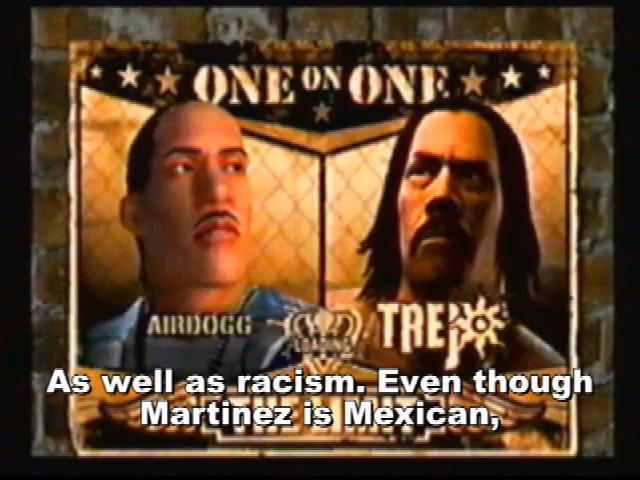 ONE ON ONE
AIRDOGG
TREJO
LOADING
As well as racism. Even though
Martinez is Mexican,